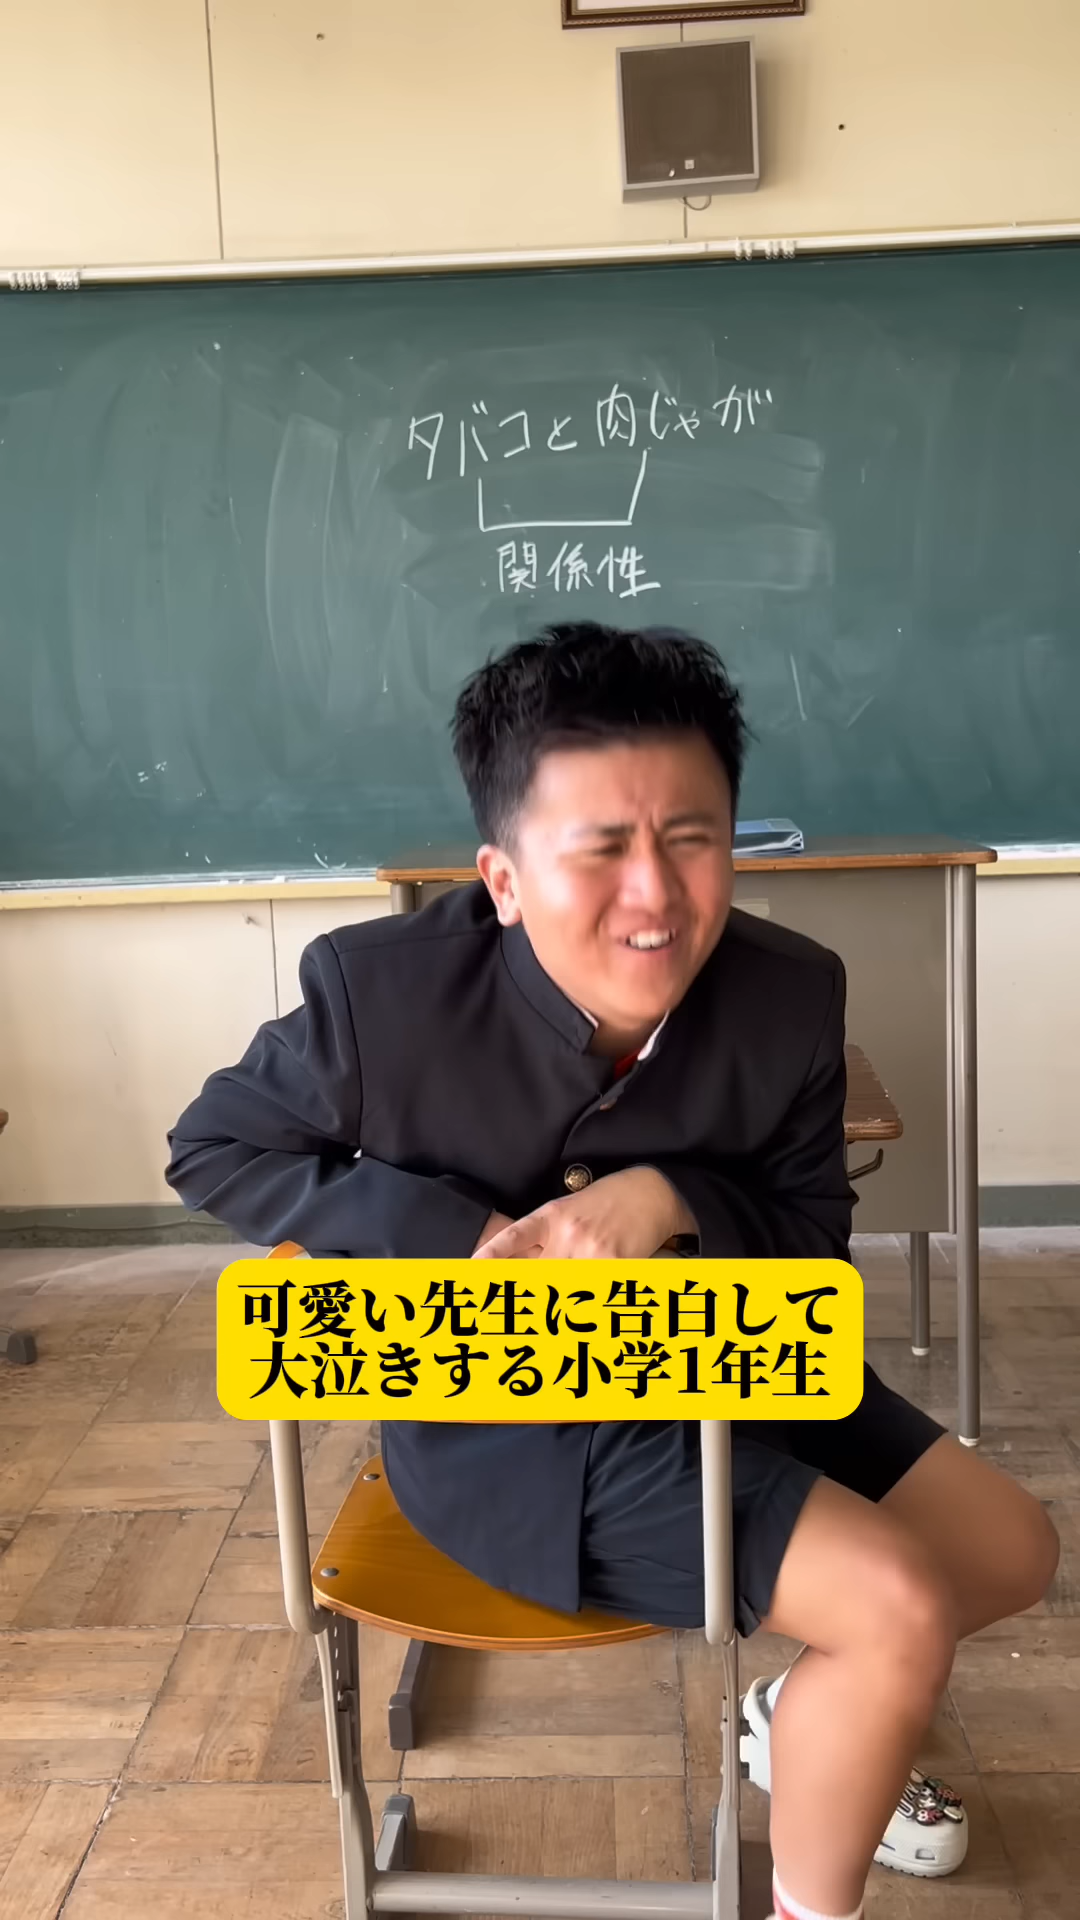 タバコと肉じゃが
関係性
可愛い先生に告白して
大泣きする小学1年生